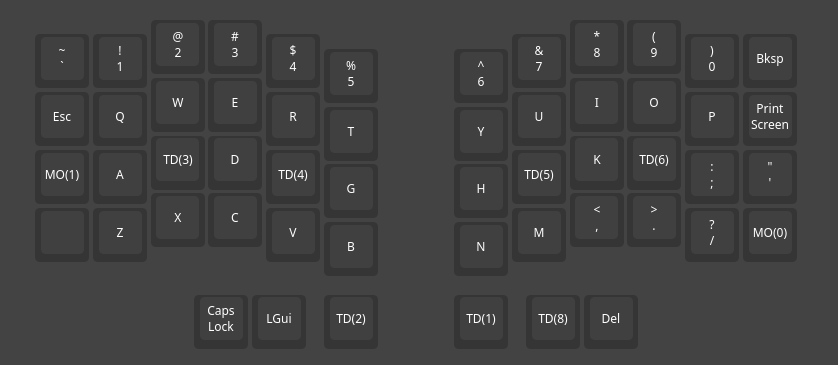 ~ ! @ # $ % ^ & * ( ) Bksp
` 1 2 3 4 5 6 7 8 9 0
Esc Q W E R T Y U I O P Print
Screen
MO(1) A TD(3) D TD(4) G H TD(5) K TD(6) : "
; '
Z X C V B N M < > ? MO(0)
, . /
Caps LGui TD(2) TD(1) TD(8) Del
Lock